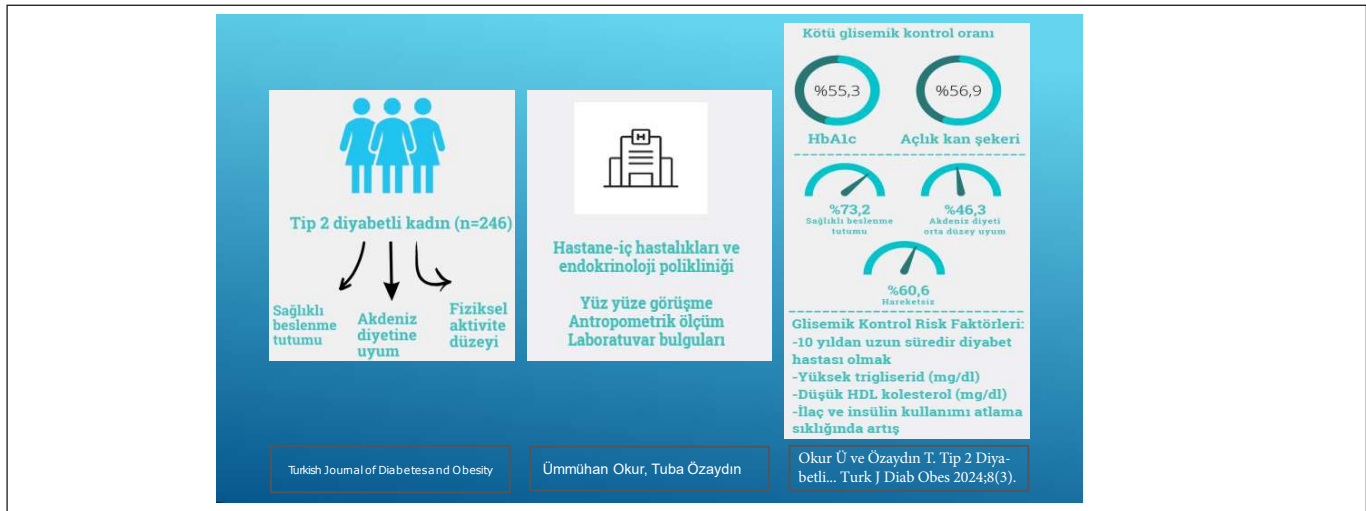 Tip 2 diyabetli kadın (n=246)
Sağlıklı
beslenme
tutumu
Akdeniz
diyetine
uyum
Fiziksel
aktivite
düzeyi
H
Hastane-iç hastalıkları ve
endokrinoloji polikliniği
Yüz yüze görüşme
Antropometrik ölçüm
Laboratuvar bulguları
Kötü glisemik kontrol oranı
%55,3
%56,9
HbA1c
Açlık kan şekeri
%73,2
Sağlıklı beslenme
tutumu
%46,3
Akdeniz diyeti
orta düzey uyum
%60,6
Hareketsiz
Glisemik Kontrol Risk Faktörleri:
-10 yıldan uzun süredir diyabet
hastası olmak
-Yüksek trigliserid (mg/dl)
-Düşük HDL kolesterol (mg/dl)
-İlaç ve insülin kullanımı atlama
sıklığında artış
Turkish Journal of Diabetes and Obesity
Ümmühan Okur, Tuba Özaydın
Okur Ü ve Özaydın T. Tip 2 Diya-
betli... Turk J Diab Obes 2024;8(3).